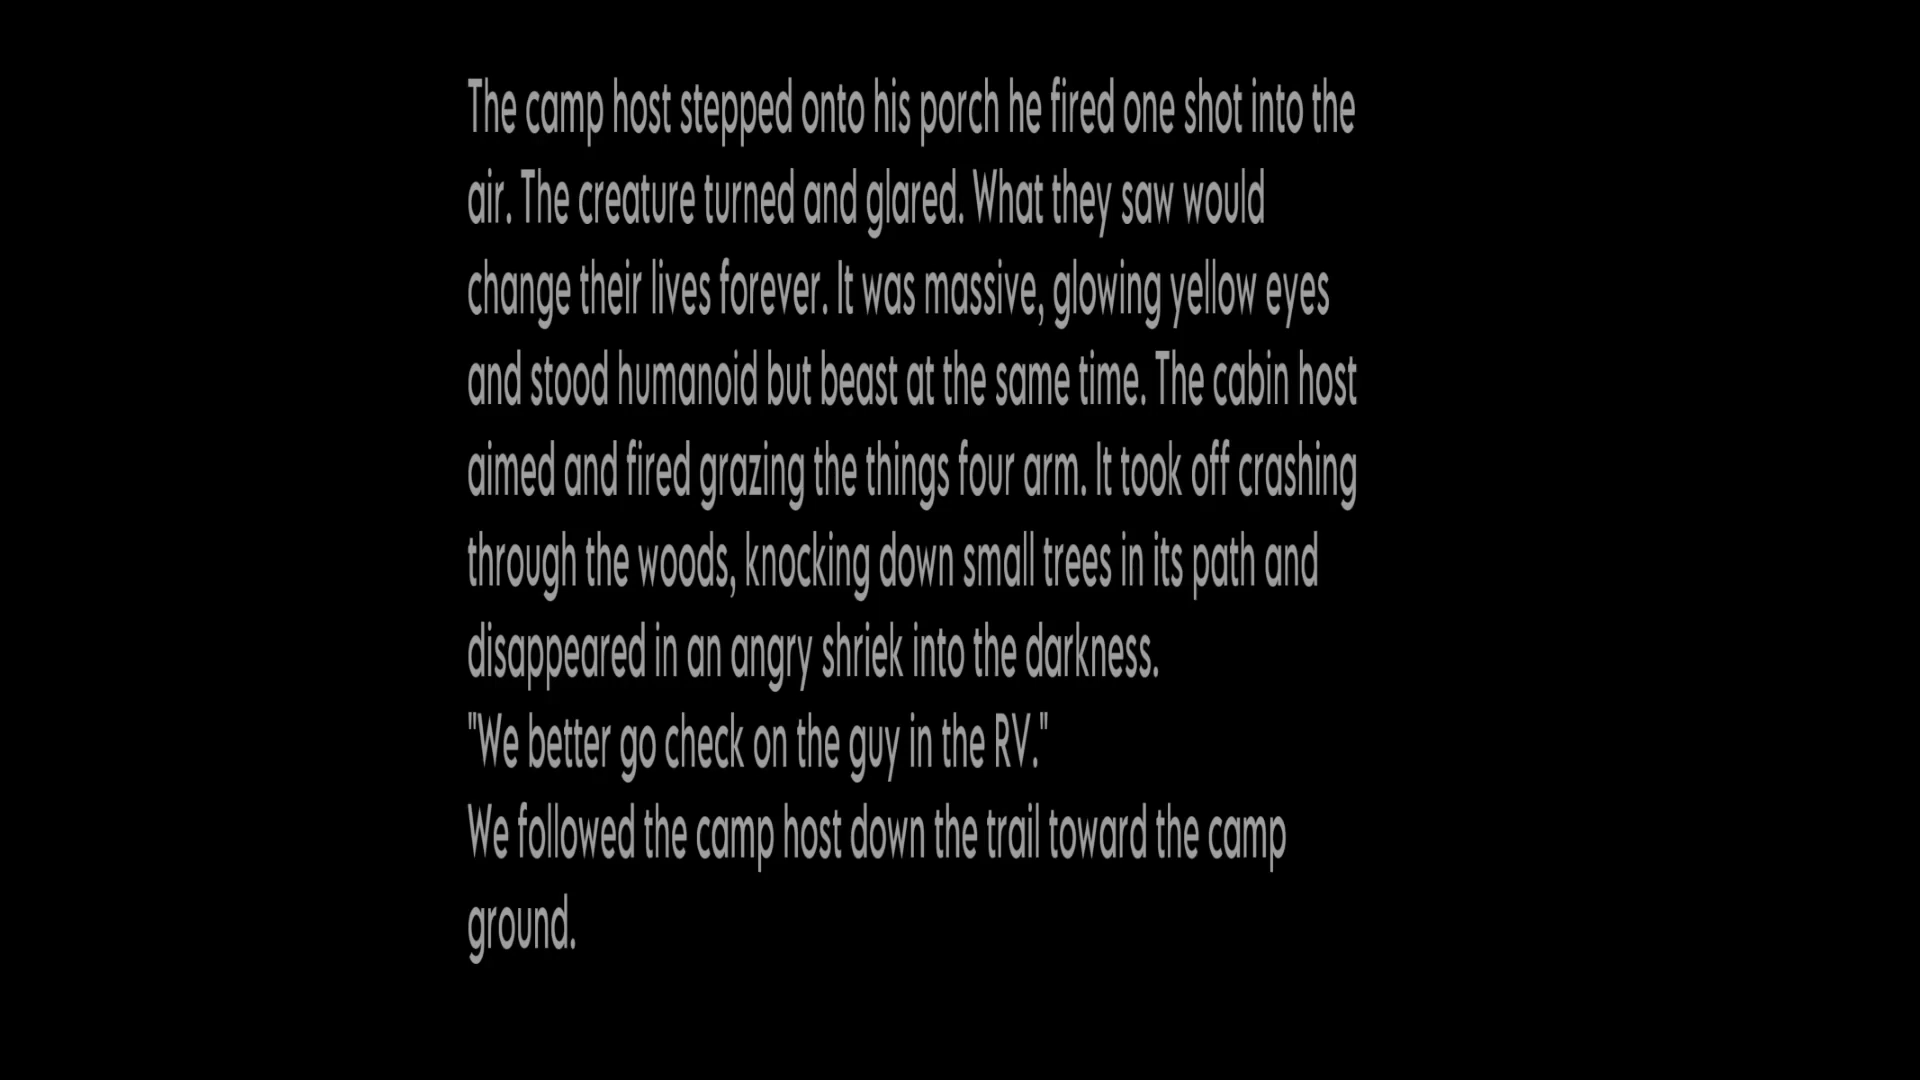 The camp host stepped onto his porch he fired one shot into the
air. The creature turned and glared. What they saw would
change their lives forever. It was massive, glowing yellow eyes
and stood humanoid but beast at the same time. The cabin host
aimed and fired grazing the things four arm. It took off crashing
through the woods, knocking down small trees in its path and
disappeared in an angry shriek into the darkness.
"We better go check on the guy in the RV."
We followed the camp host down the trail toward the camp
ground.